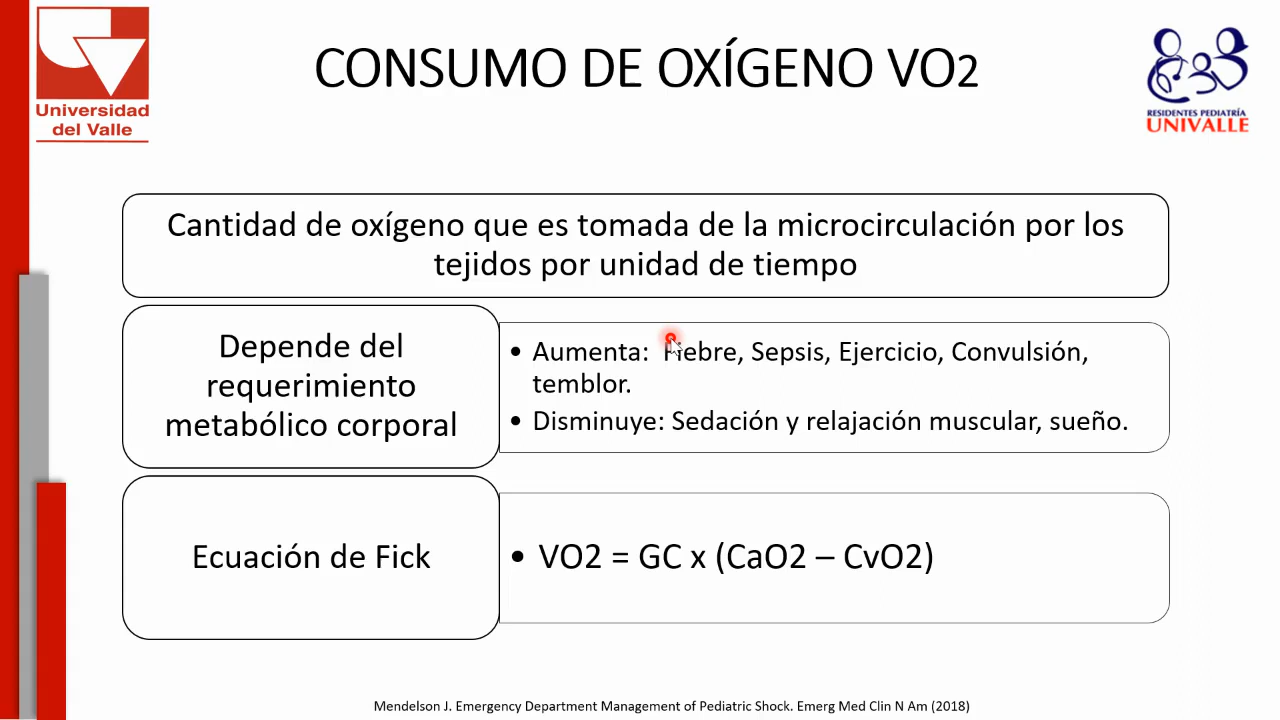 Universidad
del Valle
CONSUMO DE OXÍGENO VO2
RESIDENTES PEDIATRÍA
UNIVALLE
Cantidad de oxígeno que es tomada de la microcirculación por los
tejidos por unidad de tiempo
Depende del
requerimiento
metabólico corporal
• Aumenta: Fiebre, Sepsis, Ejercicio, Convulsión,
temblor.
• Disminuye: Sedación y relajación muscular, sueño.
Ecuación de Fick
• VO2 = GC x (CaO2 – CvO2)
Mendelson J. Emergency Department Management of Pediatric Shock. Emerg Med Clin N Am (2018)